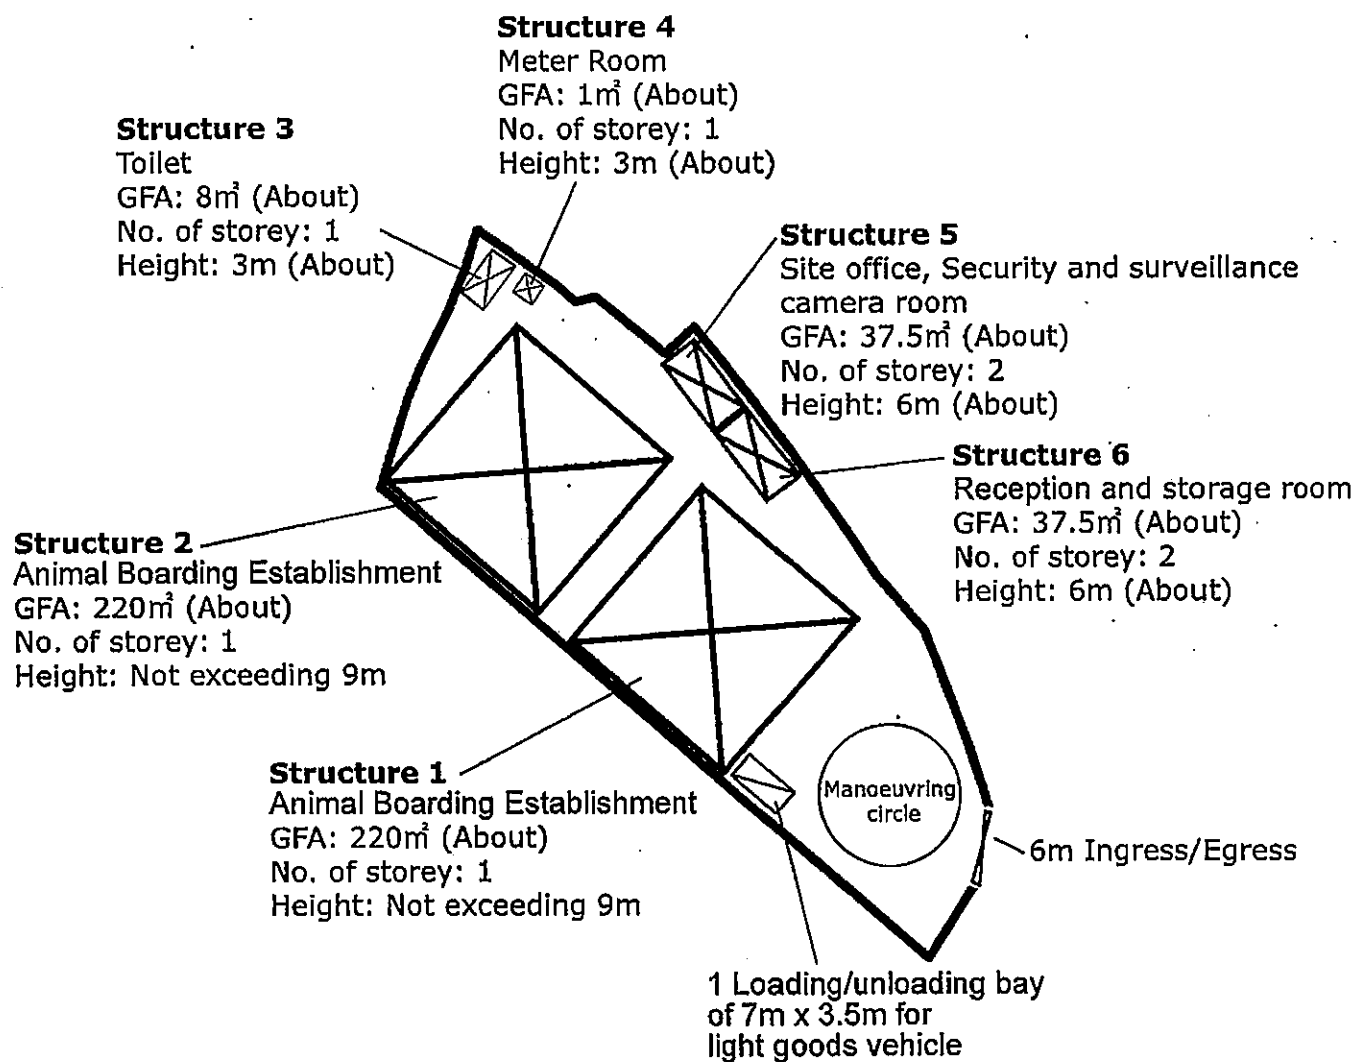 Structure 4
Meter Room
GFA: 1㎡ (About)
No. of storey: 1
Height: 3m (About)
Structure 3
Toilet
GFA: 8㎡ (About)
No. of storey: 1
Height: 3m (About)
Structure 5
Site office, Security and surveillance
camera room
GFA: 37.5㎡ (About)
No. of storey: 2
Height: 6m (About)
Structure 6
Reception and storage room
GFA: 37.5㎡ (About)
No. of storey: 2
Height: 6m (About)
Structure 2
Animal Boarding Establishment
GFA: 220㎡ (About)
No. of storey: 1
Height: Not exceeding 9m
Structure 1
Animal Boarding Establishment
GFA: 220㎡ (About)
No. of storey: 1
Height: Not exceeding 9m
Manoeuvring
circle
6m Ingress/Egress
1 Loading/unloading bay
of 7m x 3.5m for
light goods vehicle